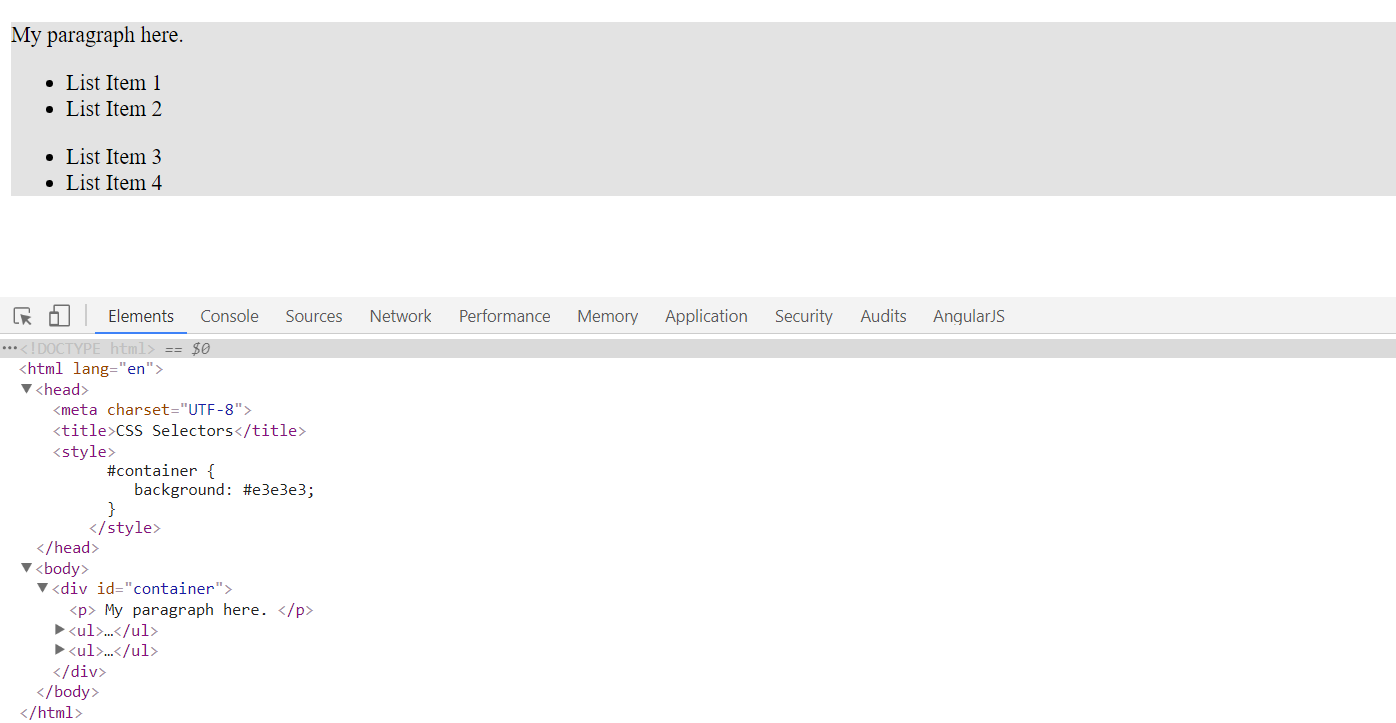 My paragraph here.
• List Item 1
• List Item 2
• List Item 3
• List Item 4
Elements Console Sources Network Performance Memory Application Security Audits AngularJS
…<!DOCTYPE html> == $0
<html lang="en">
▼<head>
<meta charset="UTF-8">
<title>CSS Selectors</title>
<style>
#container {
background: #e3e3e3;
}
</style>
</head>
▼<body>
▼<div id="container">
<p> My paragraph here. </p>
▶<ul>…</ul>
▶<ul>…</ul>
</div>
</body>
</html>